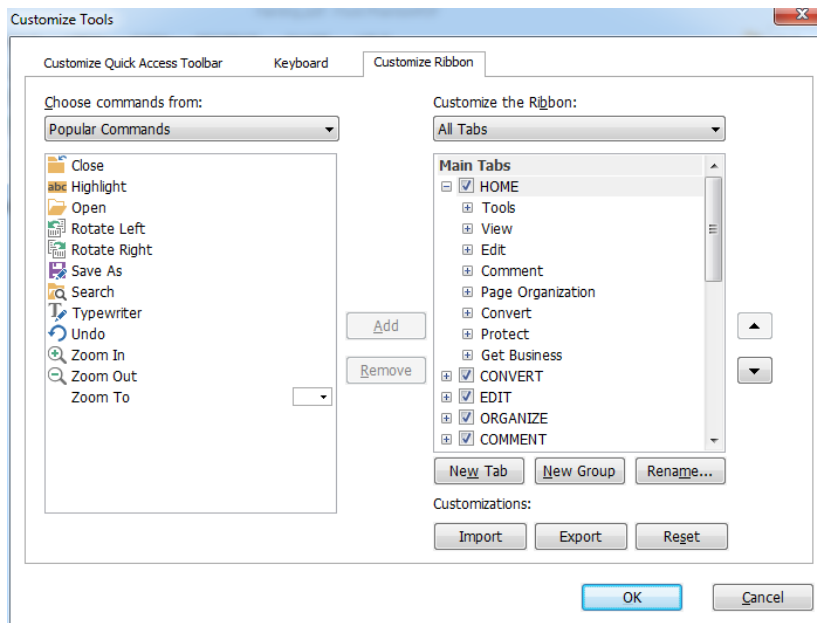 Customize Tools
Customize Quick Access Toolbar
Keyboard
Customize Ribbon
Choose commands from:
Popular Commands
Close
abc Highlight
Open
Rotate Left
Rotate Right
Save As
Search
Typewriter
Undo
Zoom In
Zoom Out
Zoom To
Add
Remove
Customize the Ribbon:
All Tabs
Main Tabs
HOME
Tools
View
Edit
Comment
Page Organization
Convert
Protect
Get Business
CONVERT
EDIT
ORGANIZE
COMMENT
New Tab
New Group
Rename...
Customizations:
Import
Export
Reset
OK
Cancel